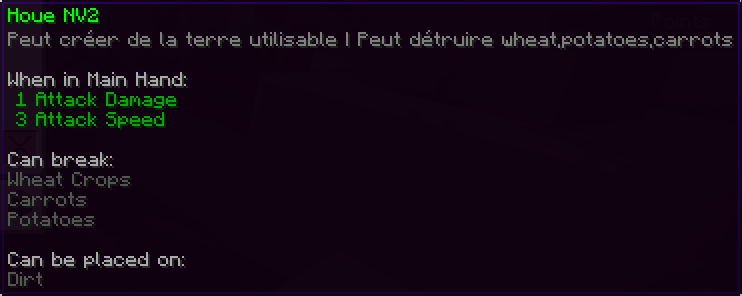 Houe NV2
Peut créer de la terre utilisable | Peut détruire wheat,potatoes,carrots
When in Main Hand:
1 Attack Damage
3 Attack Speed
Can break:
Wheat Crops
Carrots
Potatoes
Can be placed on:
Dirt